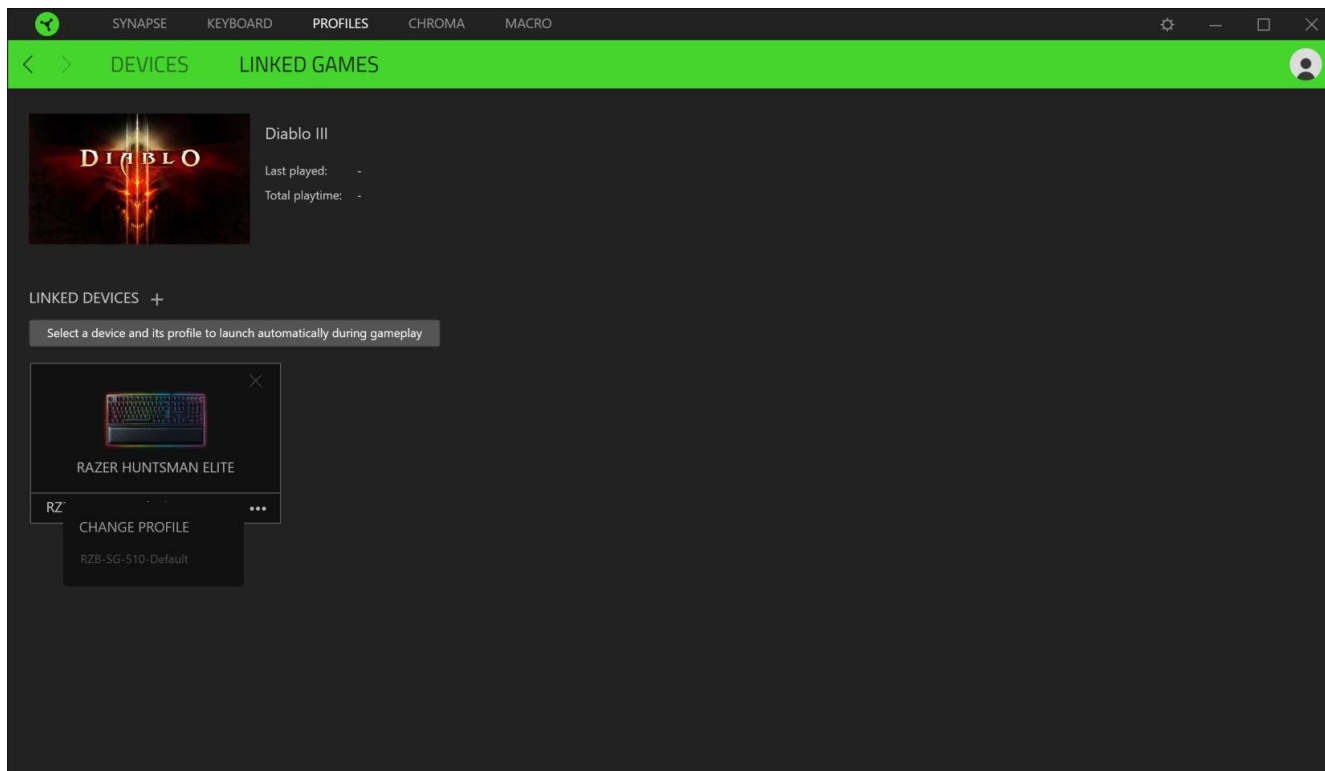 SYNAPSE KEYBOARD PROFILES CHROMA MACRO
DEVICES LINKED GAMES
DIABLO
Diablo III
Last played: -
Total playtime: -
LINKED DEVICES +
Select a device and its profile to launch automatically during gameplay
RAZER HUNTSMAN ELITE
RZ
CHANGE PROFILE
RZB-SG-510-Default